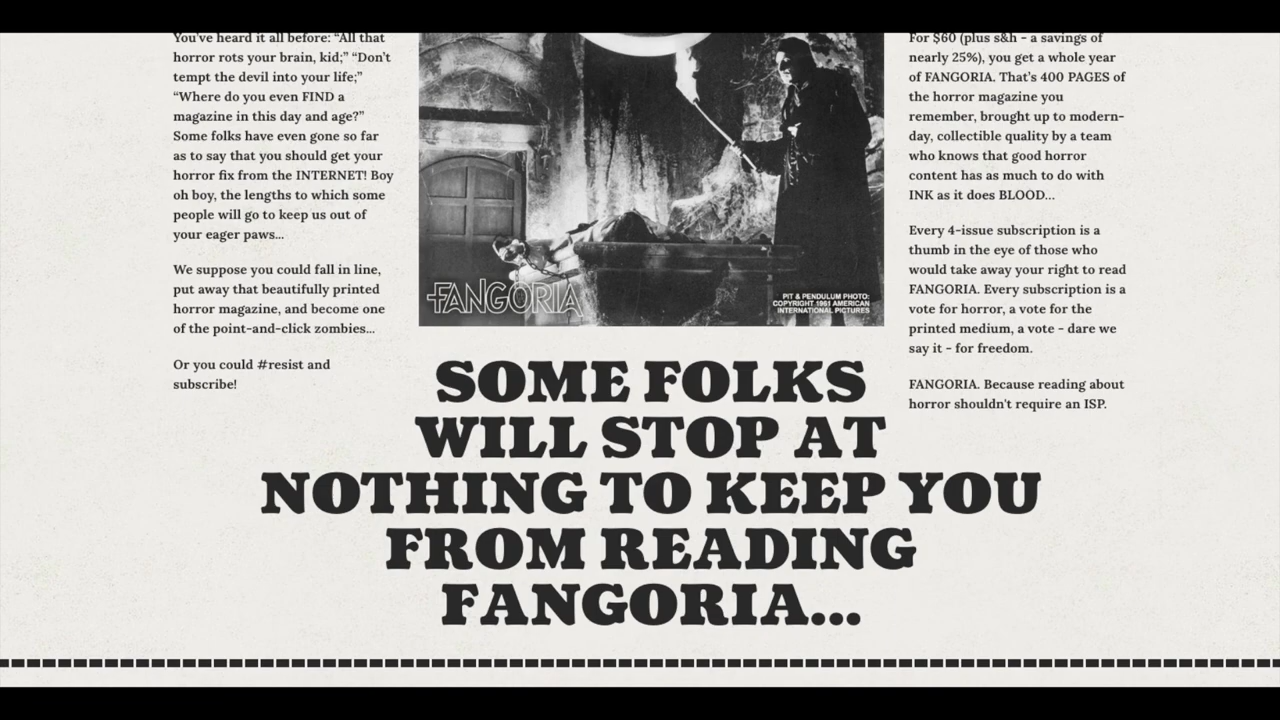 You've heard it all before: “All that
horror rots your brain, kid;” “Don't
tempt the devil into your life;”
“Where do you even FIND a
magazine in this day and age?”
Some folks have even gone so far
as to say that you should get your
horror fix from the INTERNET! Boy
oh boy, the lengths to which some
people will go to keep us out of
your eager paws...
We suppose you could fall in line,
put away that beautifully printed
horror magazine, and become one
of the point-and-click zombies...
Or you could #resist and
subscribe!
FANGORIA
PIT & PENDULUM PHOTO:
COPYRIGHT 1961 AMERICAN
INTERNATIONAL PICTURES
For $60 (plus s&h - a savings of
nearly 25%), you get a whole year
of FANGORIA. That's 400 PAGES of
the horror magazine you
remember, brought up to modern-
day, collectible quality by a team
who knows that good horror
content has as much to do with
INK as it does BLOOD...
Every 4-issue subscription is a
thumb in the eye of those who
would take away your right to read
FANGORIA. Every subscription is a
vote for horror, a vote for the
printed medium, a vote - dare we
say it - for freedom.
FANGORIA. Because reading about
horror shouldn't require an ISP.
SOME FOLKS
WILL STOP AT
NOTHING TO KEEP YOU
FROM READING
FANGORIA...